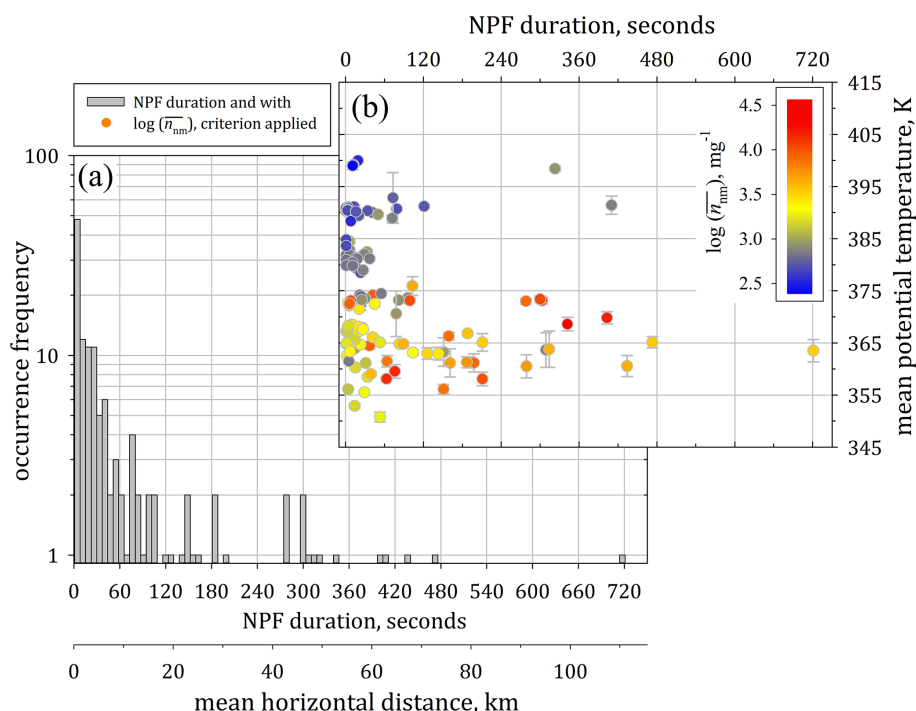 NPF duration, seconds
0 120 240 360 480 600 720
NPF duration and with
log (n̅nm), criterion applied
(b)
4.5
4.0
3.5
3.0
2.5
log (n̅nm), mg-1
415
405
395
385
375
365
355
345
mean potential temperature, K
(a)
100
10
1
occurrence frequency
0 60 120 180 240 300 360 420 480 540 600 660 720
NPF duration, seconds
0 20 40 60 80 100
mean horizontal distance, km